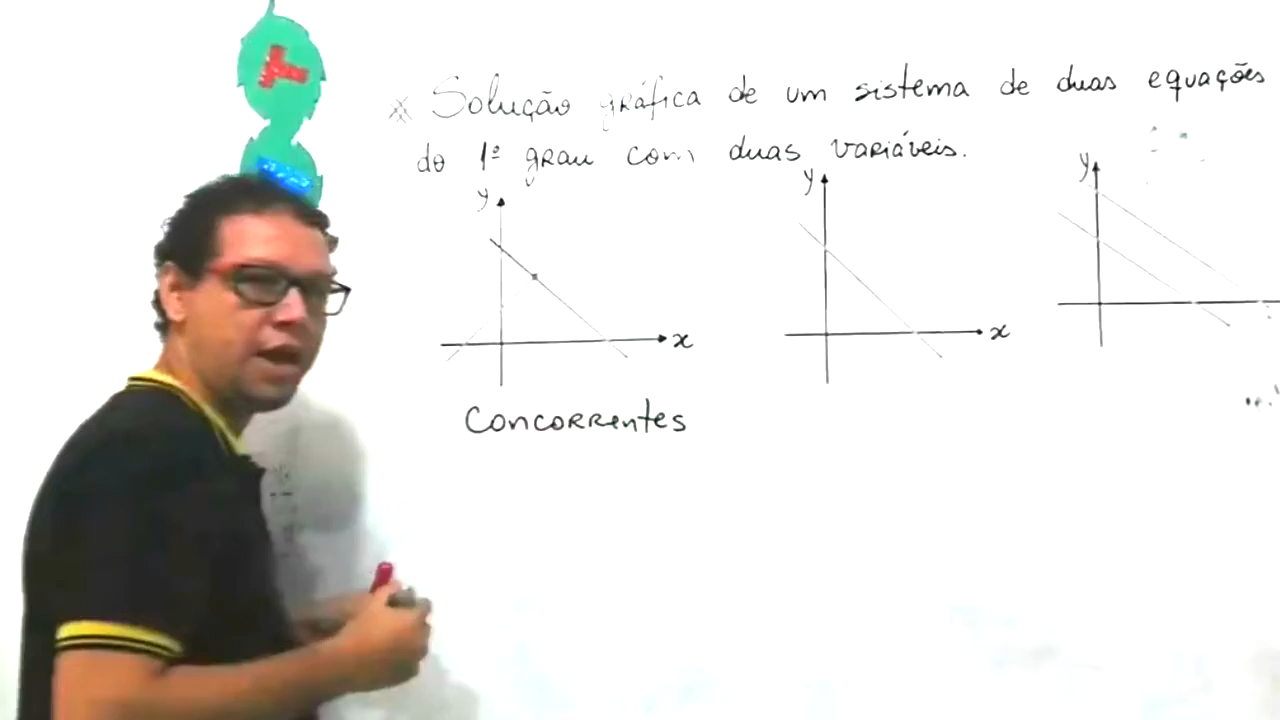 * Solução gráfica de um sistema de duas equações
do 1º grau com duas variáveis.
y y y
x x
Concorrentes
T